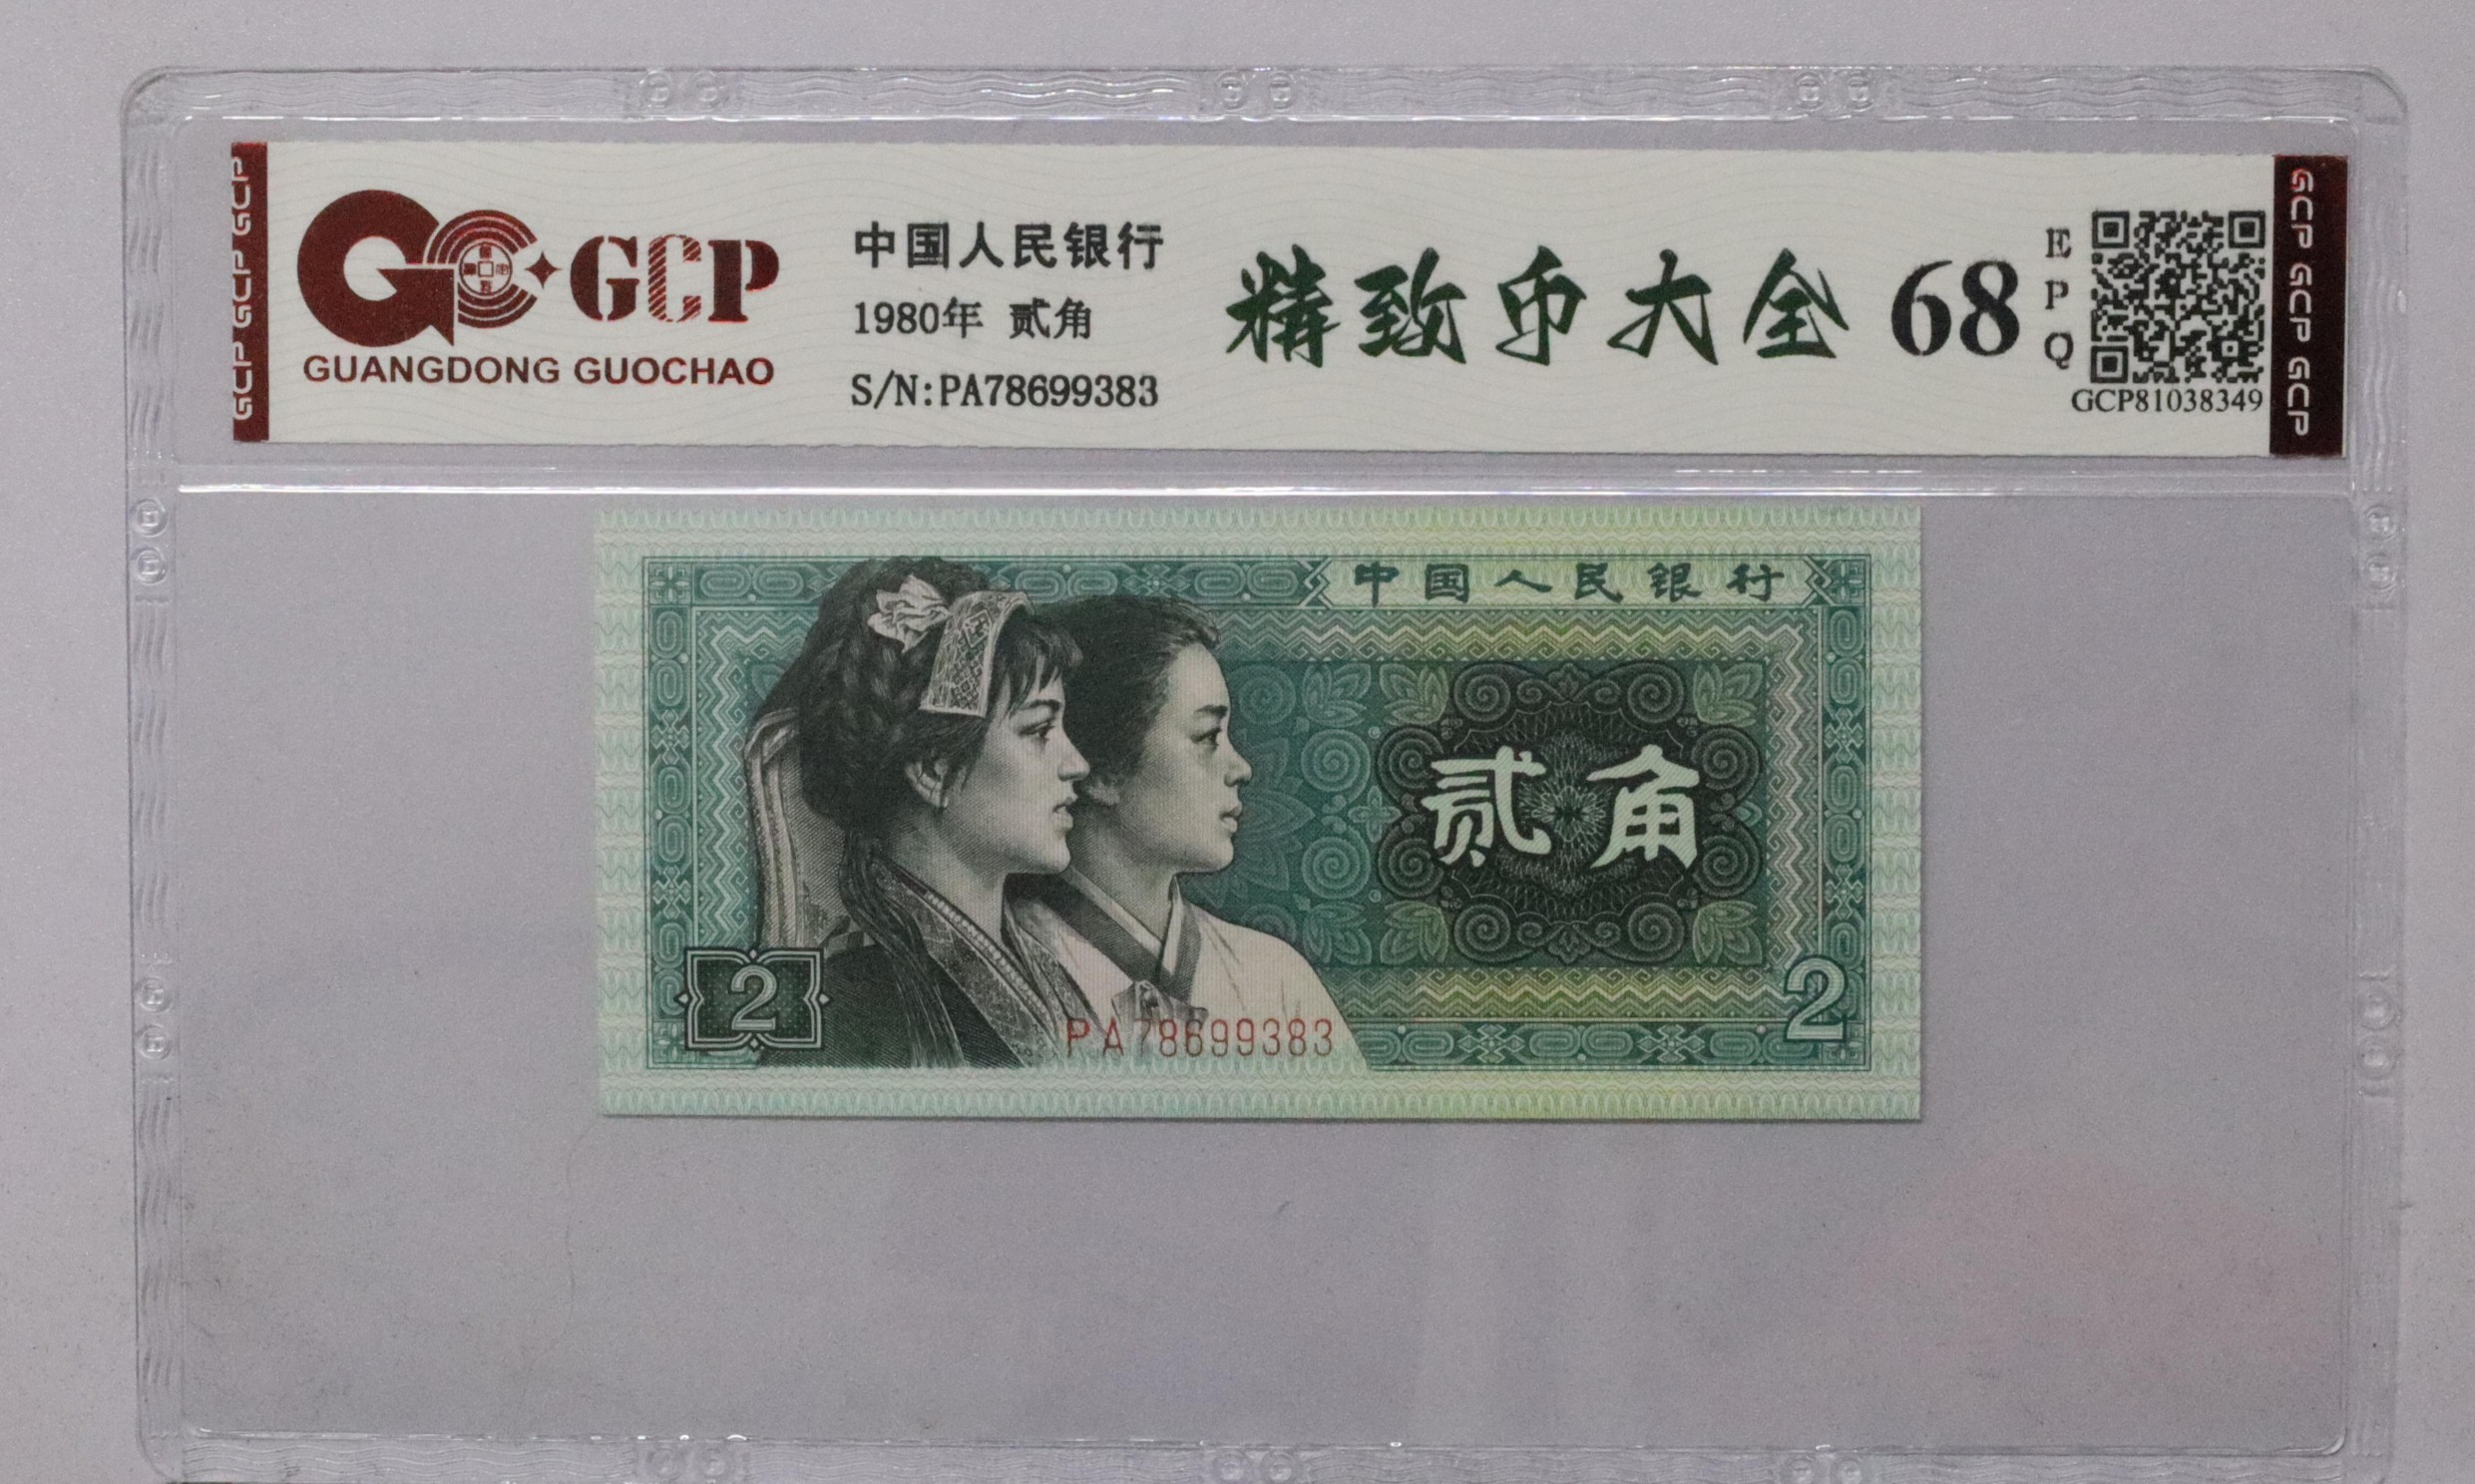 GCP GCP GCP
GCP
GUANGDONG GUOCHAO
中国人民银行
1980年 贰角
S/N:PA78699383
精致币大全
68
E
P
Q
GCP81038349
GCP GCP GCP
中国人民银行
贰角
2
PA78699383
2